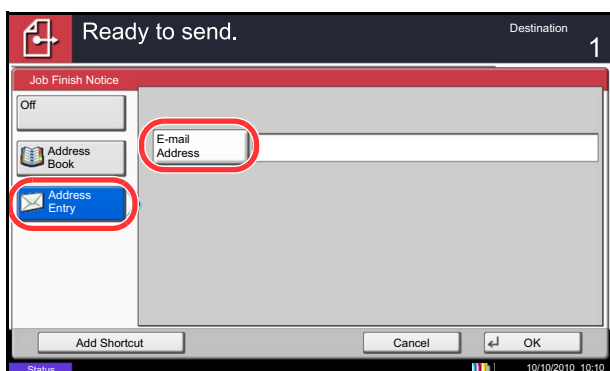 Ready to send.
Destination
1
Job Finish Notice
Off
Address
Book
Address
Entry
E-mail
Address
Add Shortcut
Cancel
OK
Status
10/10/2010 10:10